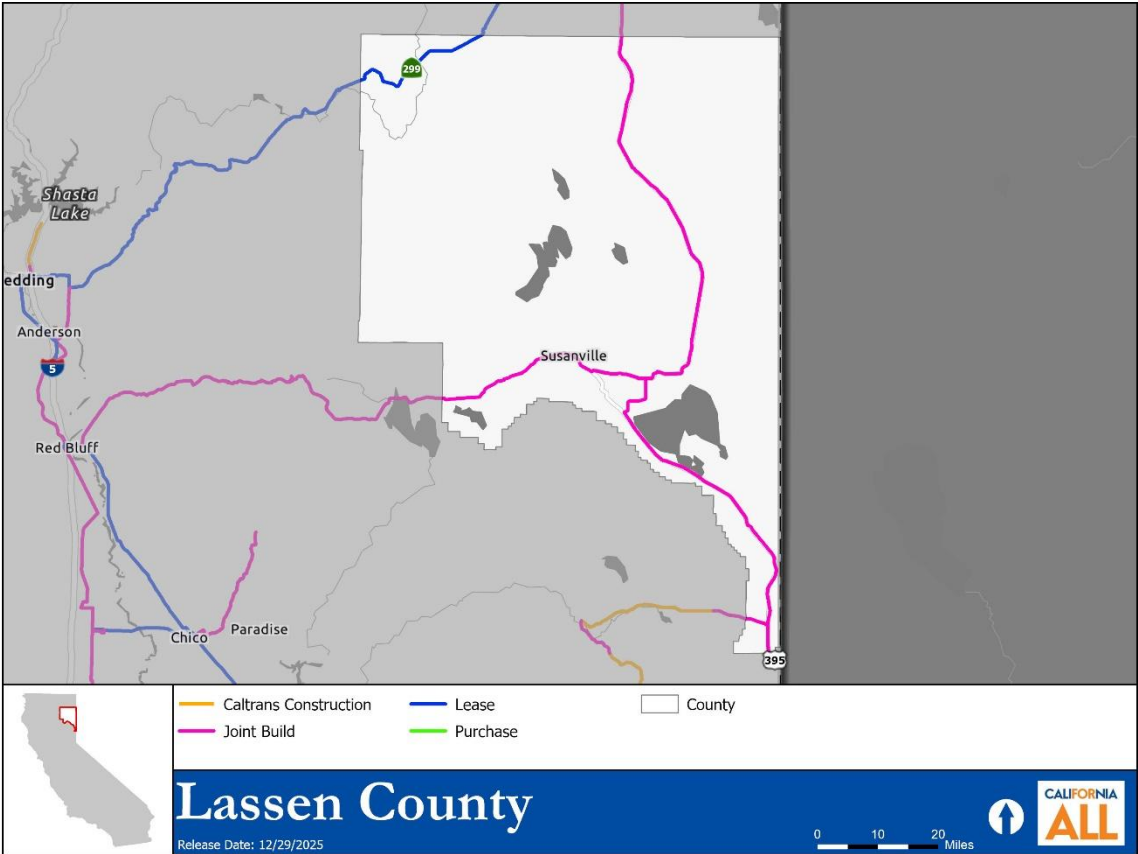 299
Shasta
Lake
edding
Anderson
5
Susanville
Red Bluff
Chico
Paradise
395
Caltrans Construction
Lease
County
Joint Build
Purchase
Lassen County
Release Date: 12/29/2025
0 10 20
Miles
CALIFORNIA
ALL